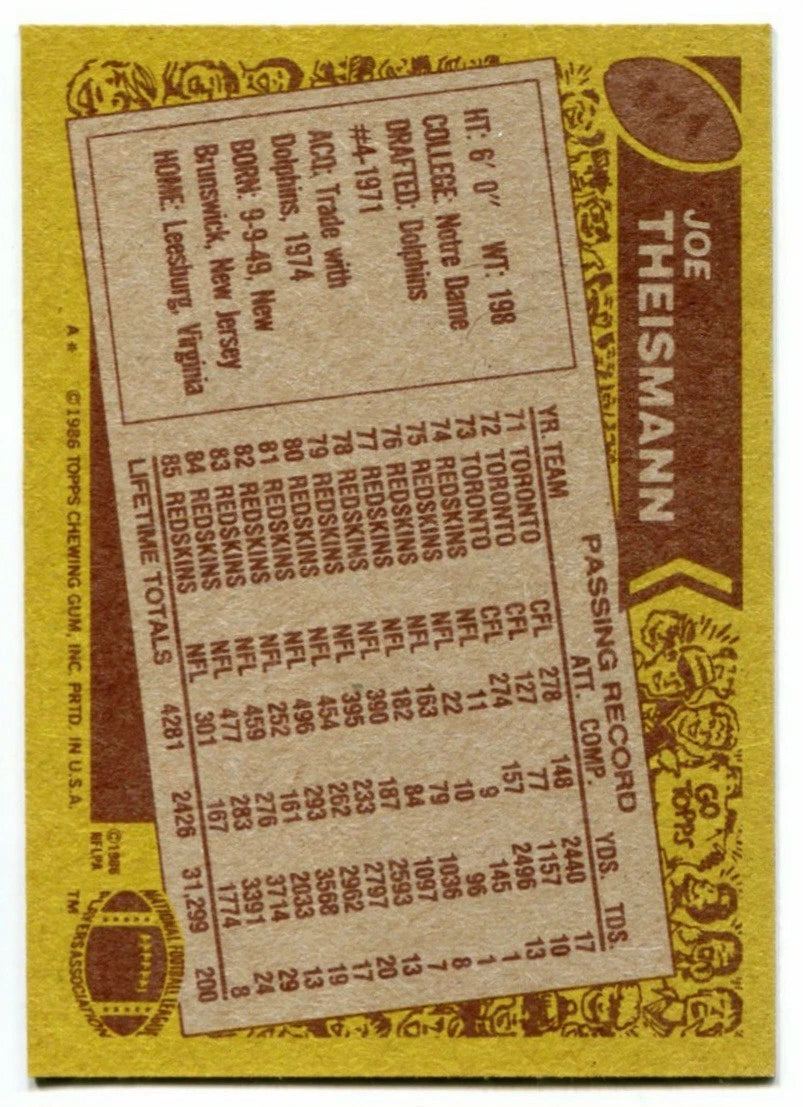 JOE
THEISMANN
HT: 6' 0" WT: 198
COLLEGE: Notre Dame
DRAFTED: Dolphins
#4-1971
ACQ: Trade with
Dolphins, 1974
BORN: 9-9-49, New
Brunswick, New Jersey
HOME: Leesburg, Virginia
PASSING RECORD
YR. TEAM ATT. COMP. YDS. TDS.
71 TORONTO CFL 278 148 2440 17
72 TORONTO CFL 127 77 1157 10
73 TORONTO CFL 274 157 2496 13
74 REDSKINS NFL 11 9 145 1
75 REDSKINS NFL 22 10 96 1
76 REDSKINS NFL 163 79 1036 8
77 REDSKINS NFL 182 84 1097 7
78 REDSKINS NFL 390 187 2593 13
79 REDSKINS NFL 395 233 2797 20
80 REDSKINS NFL 454 262 2962 17
81 REDSKINS NFL 496 293 3568 19
82 REDSKINS NFL 252 161 2033 13
83 REDSKINS NFL 459 276 3714 29
84 REDSKINS NFL 477 283 3391 24
85 REDSKINS NFL 301 167 1774 8
LIFETIME TOTALS 4281 2426 31,299 200
GO
TOPPS
A* ©1986 TOPPS CHEWING GUM, INC. PRTD. IN U.S.A.
©1986
NFLPA
NATIONAL FOOTBALL LEAGUE
PLAYERS ASSOCIATION
TM